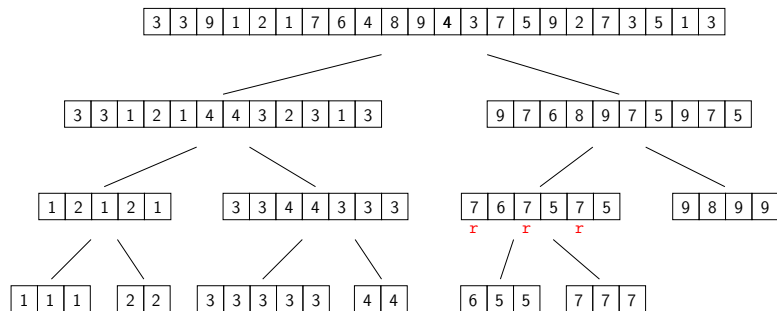 3 3 9 1 2 1 7 6 4 8 9 4 3 7 5 9 2 7 3 5 1 3
3 3 1 2 1 4 4 3 2 3 1 3 9 7 6 8 9 7 5 9 7 5
1 2 1 2 1 3 3 4 4 3 3 3 7 6 7 5 7 5 9 8 9 9
r r r
1 1 1 2 2 3 3 3 3 3 4 4 6 5 5 7 7 7